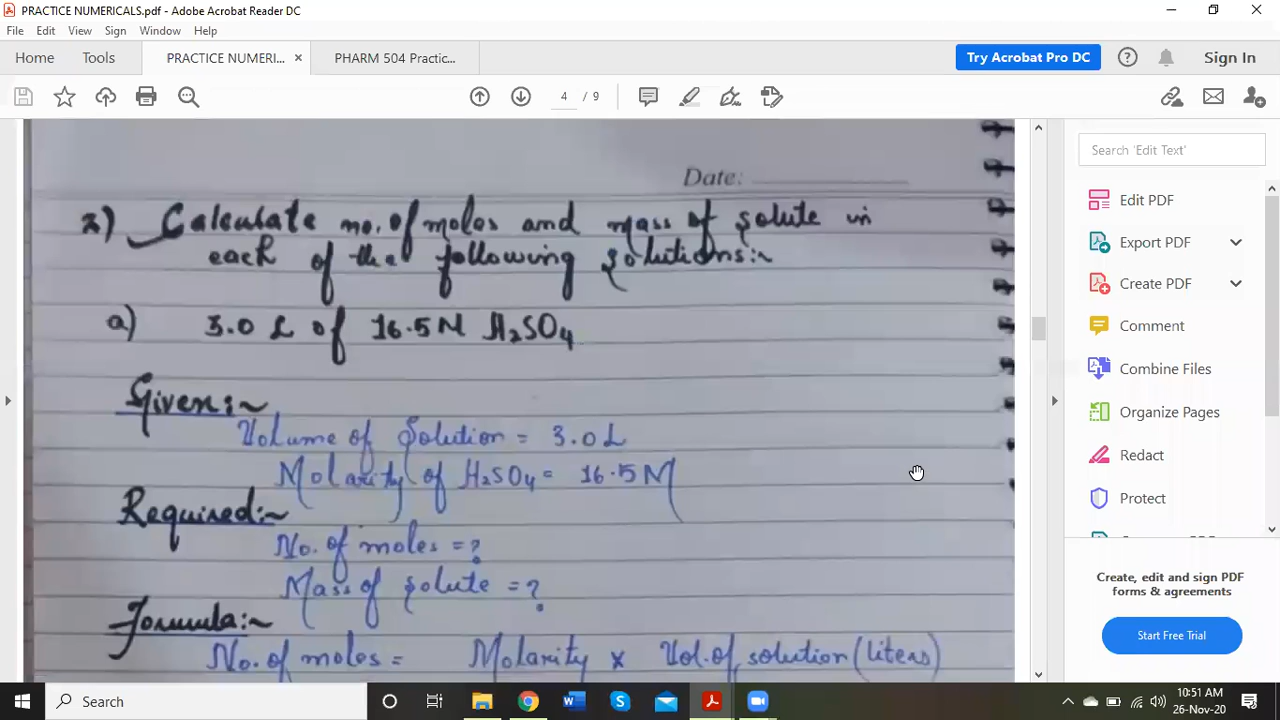 PRACTICE NUMERICALS.pdf - Adobe Acrobat Reader DC
File Edit View Sign Window Help
Home Tools PRACTICE NUMERI... × PHARM 504 Practic... Try Acrobat Pro DC Sign In
4 / 9
Search 'Edit Text'
Date:
2) Calculate no. of moles and mass of solute in
each of the following solutions:~
a) 3.0 L of 16.5 M H₂SO₄
Given:~
Volume of Solution = 3.0 L
Molarity of H₂SO₄ = 16.5 M
Required:~
No. of moles = ?
Mass of solute = ?
Formula:~
No. of moles = Molarity × Vol. of solution (liters)
Edit PDF
Export PDF
Create PDF
Comment
Combine Files
Organize Pages
Redact
Protect
Create, edit and sign PDF
forms & agreements
Start Free Trial
Search
10:51 AM
26-Nov-20